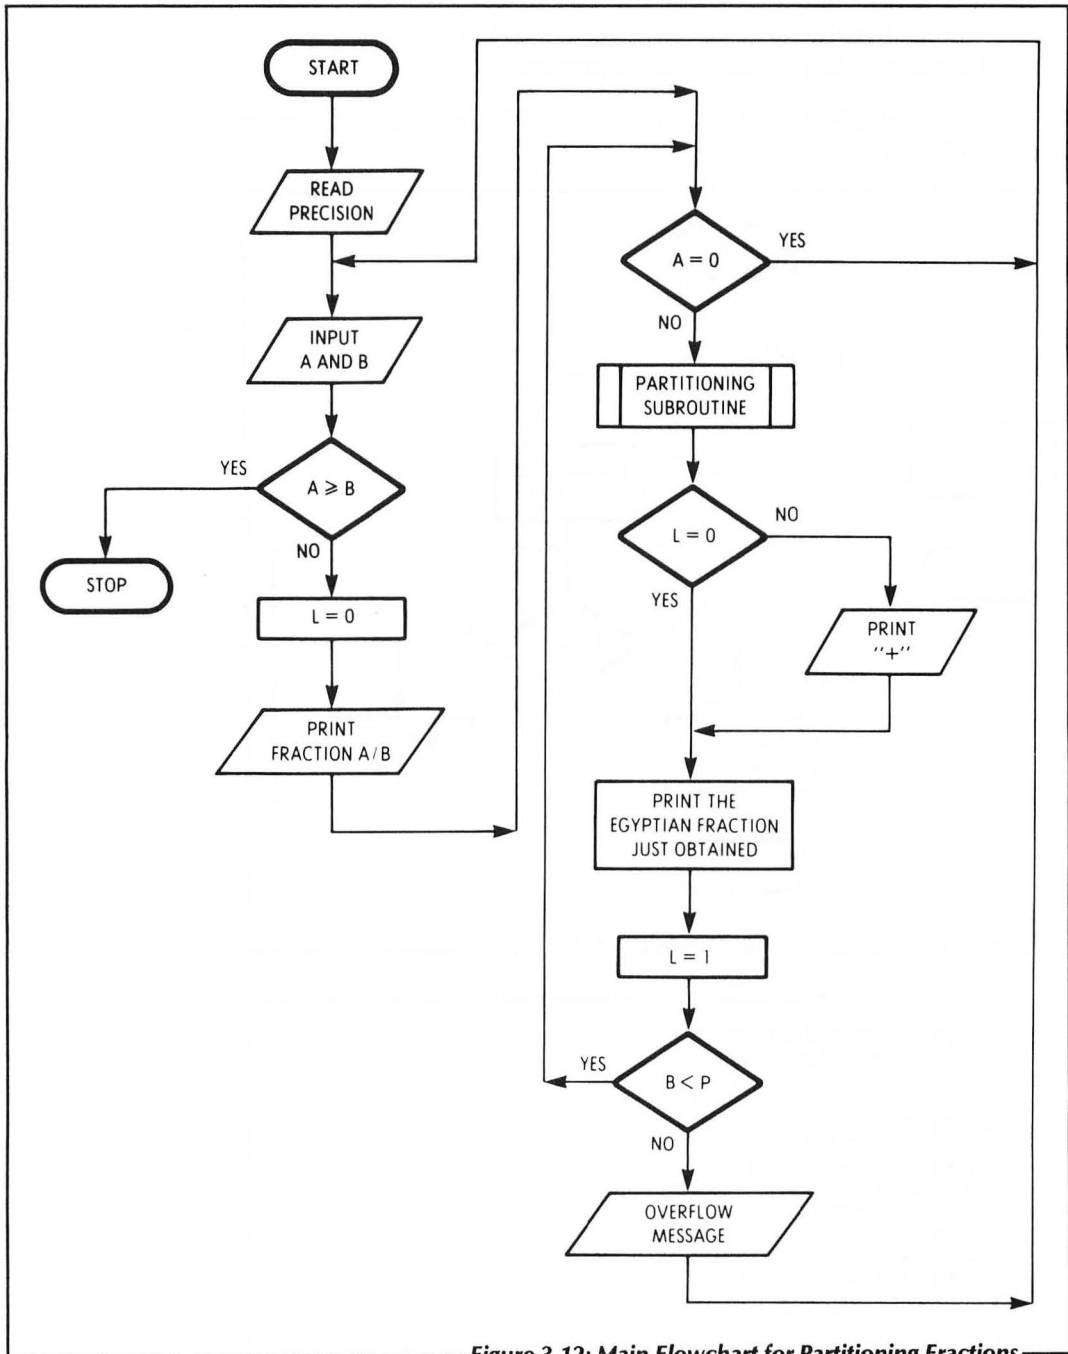 START
READ
PRECISION
INPUT
A AND B
YES
A ≥ B
NO
STOP
L = 0
PRINT
FRACTION A/B
YES
A = 0
NO
PARTITIONING
SUBROUTINE
L = 0
NO
YES
PRINT
"+"
PRINT THE
EGYPTIAN FRACTION
JUST OBTAINED
L = 1
YES
B < P
NO
OVERFLOW
MESSAGE
Figure 3.12: Main Flowchart for Partitioning Fractions